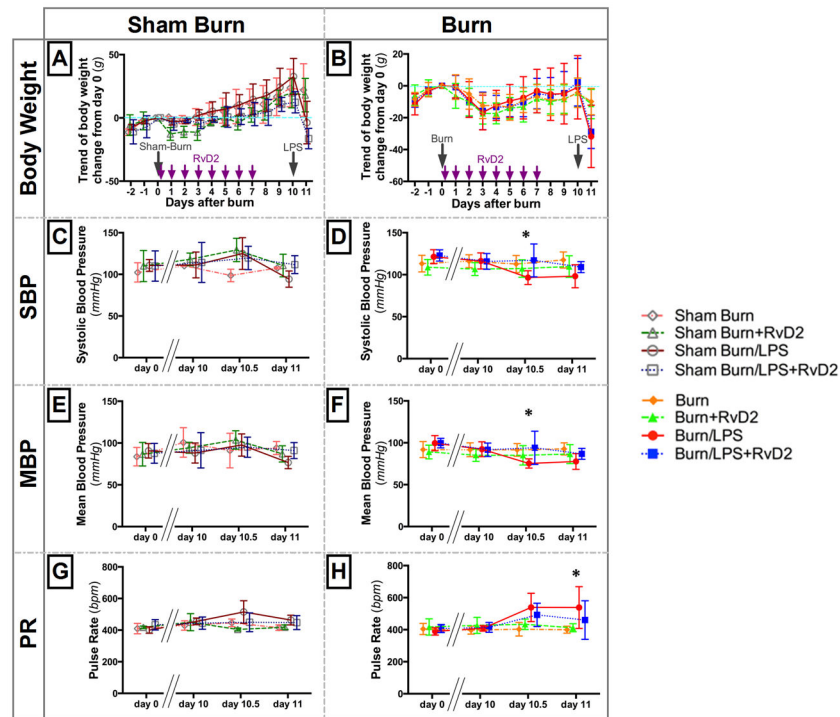 Sham Burn
Burn
Body Weight
A
Trend of body weight
change from day 0 (g)
50
25
0
-25
-50
Sham-Burn
RvD2
LPS
-2 -1 0 1 2 3 4 5 6 7 8 9 10 11
Days after burn
B
Trend of body weight
change from day 0 (g)
20
0
-20
-40
-60
Burn
RvD2
LPS
-2 -1 0 1 2 3 4 5 6 7 8 9 10 11
Days after burn
SBP
C
Systolic Blood Pressure
(mmHg)
150
100
50
0
day 0 // day 10 day 10.5 day 11
D
Systolic Blood Pressure
(mmHg)
150
100
50
0
*
day 0 // day 10 day 10.5 day 11
MBP
E
Mean Blood Pressure
(mmHg)
150
100
50
0
day 0 // day 10 day 10.5 day 11
F
Mean Blood Pressure
(mmHg)
150
100
50
0
*
day 0 // day 10 day 10.5 day 11
PR
G
Pulse Rate (bpm)
800
600
400
200
0
day 0 // day 10 day 10.5 day 11
H
Pulse Rate (bpm)
800
600
400
200
0
*
day 0 // day 10 day 10.5 day 11
Sham Burn
Sham Burn+RvD2
Sham Burn/LPS
Sham Burn/LPS+RvD2
Burn
Burn+RvD2
Burn/LPS
Burn/LPS+RvD2